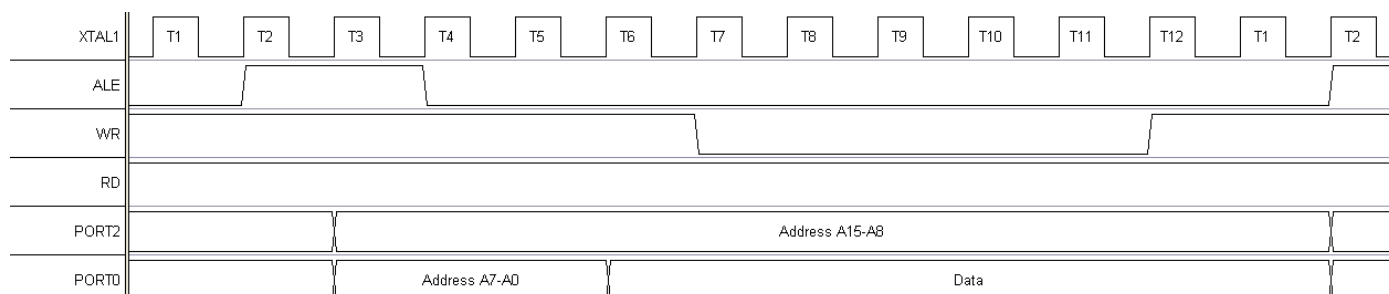 XTAL1 T1 T2 T3 T4 T5 T6 T7 T8 T9 T10 T11 T12 T1 T2
ALE
WR
RD
PORT2 Address A15-A8
PORT0 Address A7-A0 Data